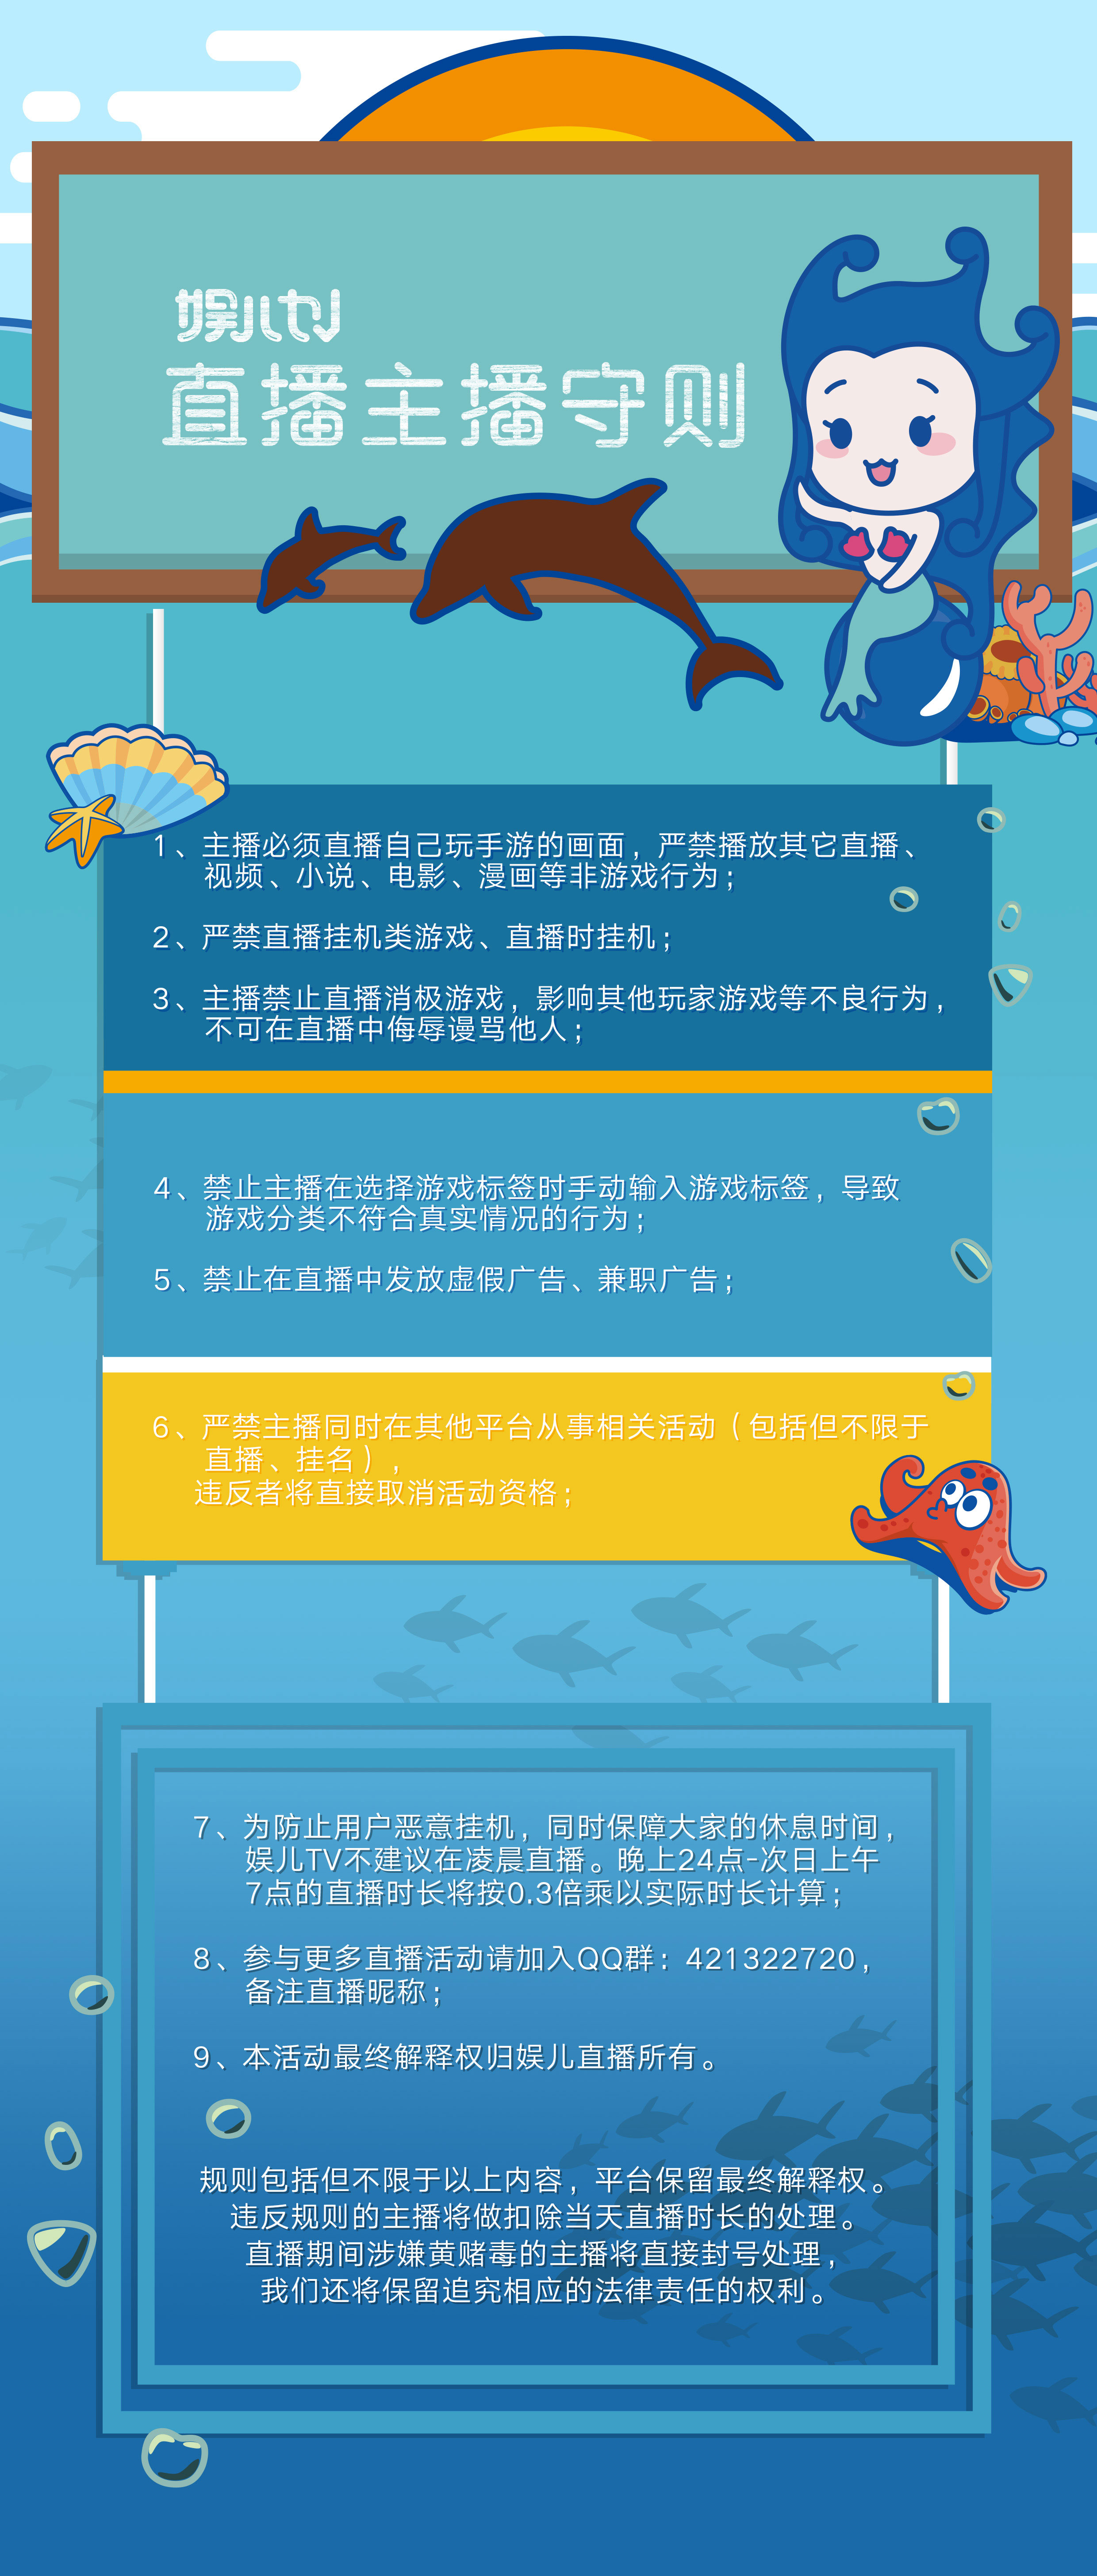 娱儿TV
直播主播守则
1、主播必须直播自己玩手游的画面，严禁播放其它直播、
视频、小说、电影、漫画等非游戏行为；
2、严禁直播挂机类游戏、直播时挂机；
3、主播禁止直播消极游戏，影响其他玩家游戏等不良行为，
不可在直播中侮辱谩骂他人；
4、禁止主播在选择游戏标签时手动输入游戏标签，导致
游戏分类不符合真实情况的行为；
5、禁止在直播中发放虚假广告、兼职广告；
6、严禁主播同时在其他平台从事相关活动（包括但不限于
直播、挂名），
违反者将直接取消活动资格；
7、为防止用户恶意挂机，同时保障大家的休息时间，
娱儿TV不建议在凌晨直播。晚上24点-次日上午
7点的直播时长将按0.3倍乘以实际时长计算；
8、参与更多直播活动请加入QQ群：421322720，
备注直播昵称；
9、本活动最终解释权归娱儿直播所有。
规则包括但不限于以上内容，平台保留最终解释权。
违反规则的主播将做扣除当天直播时长的处理。
直播期间涉嫌黄赌毒的主播将直接封号处理，
我们还将保留追究相应的法律责任的权利。